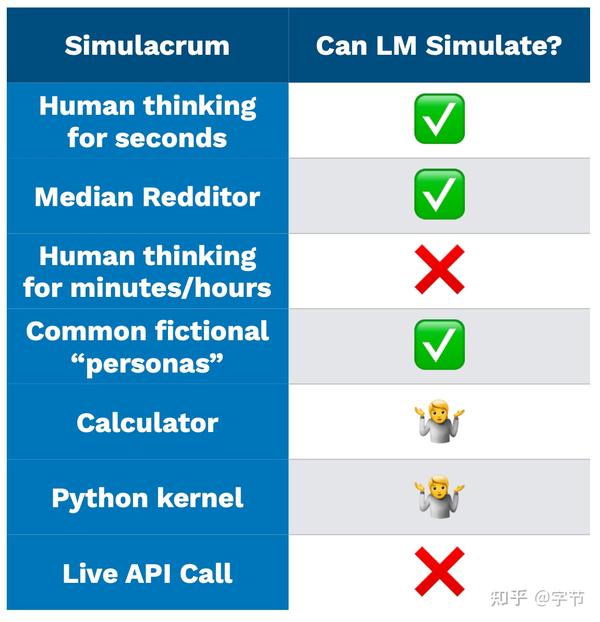 Simulacrum
Can LM Simulate?
Human thinking
for seconds
Median Redditor
Human thinking
for minutes/hours
Common fictional
“personas”
Calculator
Python kernel
Live API Call
知乎 @字节